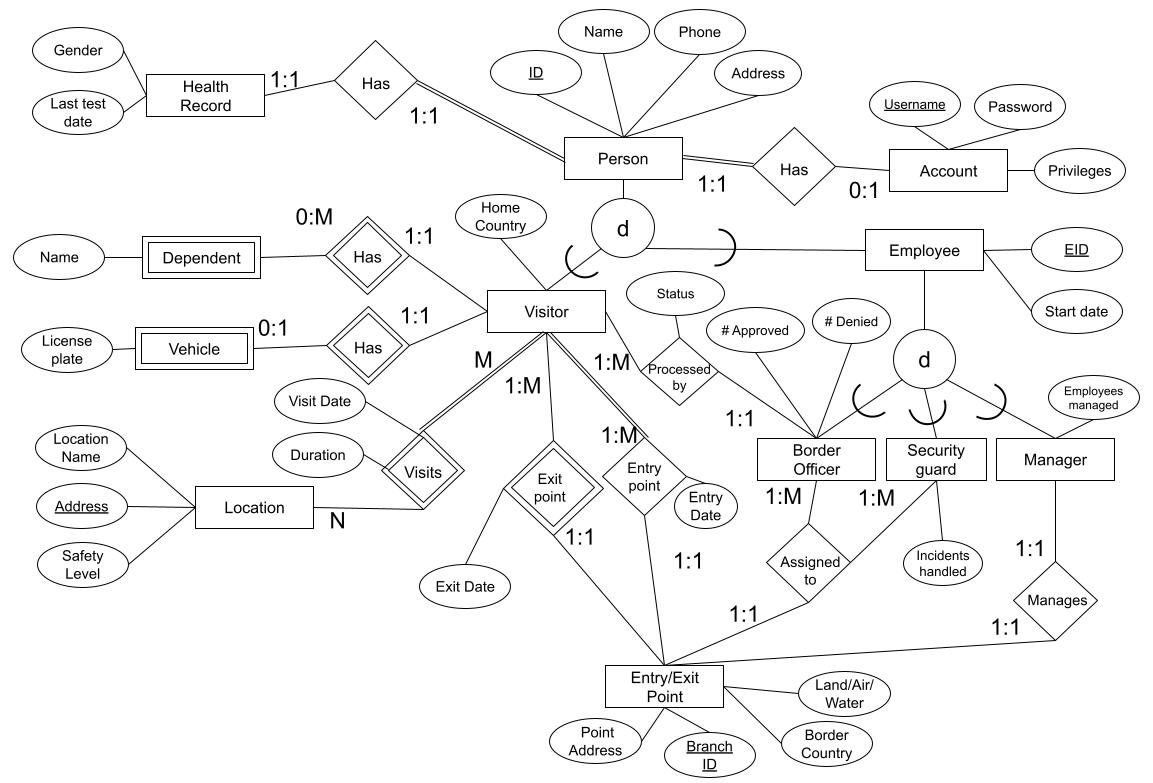 Name
Phone
Gender
ID
Address
1:1
Has
Health
Record
Last test
date
1:1
Username
Password
Person
1:1
Has
0:1
Account
Privileges
Home
Country
0:M
1:1
d
Name
Dependent
Has
Employee
EID
Status
Visitor
Start date
# Approved
# Denied
License
plate
Vehicle
0:1
Has
1:1
M
1:M
1:M
Processed
by
d
Visit Date
1:1
Employees
managed
Location
Name
Duration
Visits
1:M
Border
Officer
Security
guard
Manager
Exit
point
Entry
point
Address
Location
N
Entry
Date
1:M
1:M
1:1
1:1
1:1
Safety
Level
Exit Date
Assigned
to
Incidents
handled
Manages
1:1
1:1
Entry/Exit
Point
Land/Air/
Water
Point
Address
Branch
ID
Border
Country